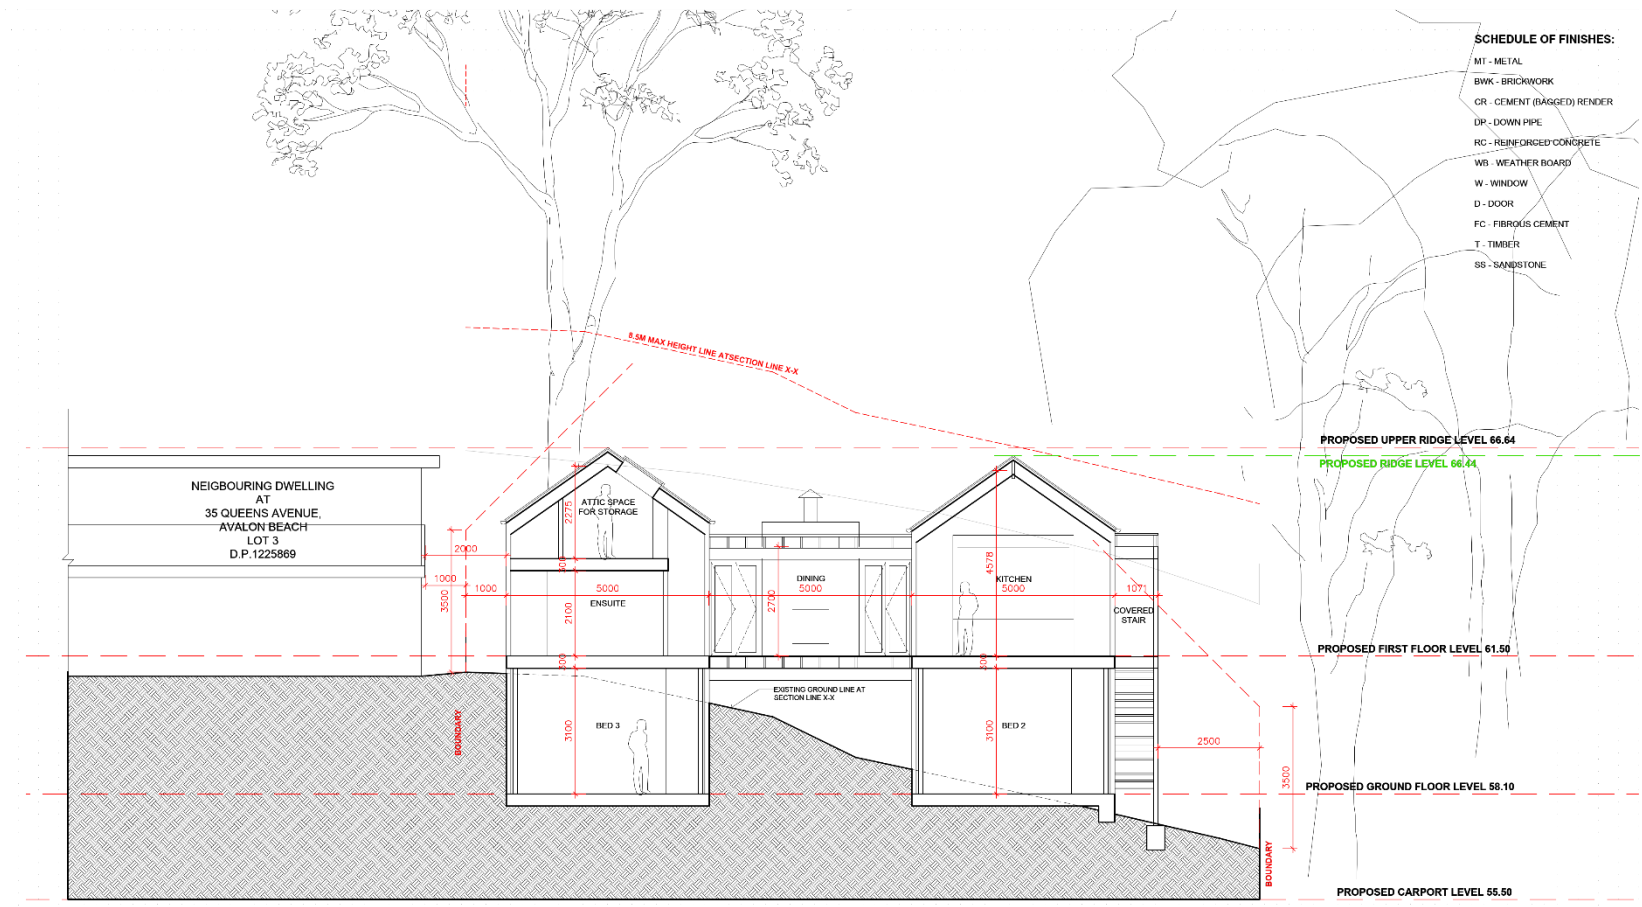 SCHEDULE OF FINISHES:
MT - METAL
BWK - BRICKWORK
CR - CEMENT (BAGGED) RENDER
DP - DOWN PIPE
RC - REINFORCED CONCRETE
WB - WEATHER BOARD
W - WINDOW
D - DOOR
FC - FIBROUS CEMENT
T - TIMBER
SS - SANDSTONE
8.5M MAX HEIGHT LINE ATSECTION LINE X-X
PROPOSED UPPER RIDGE LEVEL 66.64
PROPOSED RIDGE LEVEL 66.44
NEIGBOURING DWELLING
AT
35 QUEENS AVENUE,
AVALON BEACH
LOT 3
D.P.1225869
ATTIC SPACE
FOR STORAGE
2275
2000
300
4578
1000
1000
5000
DINING
5000
KITCHEN
5000
1071
3500
ENSUITE
2100
2700
COVERED
STAIR
300
300
PROPOSED FIRST FLOOR LEVEL 61.50
EXISTING GROUND LINE AT
SECTION LINE X-X
BOUNDARY
3100
BED 3
3100
BED 2
2500
3500
PROPOSED GROUND FLOOR LEVEL 58.10
BOUNDARY
PROPOSED CARPORT LEVEL 55.50